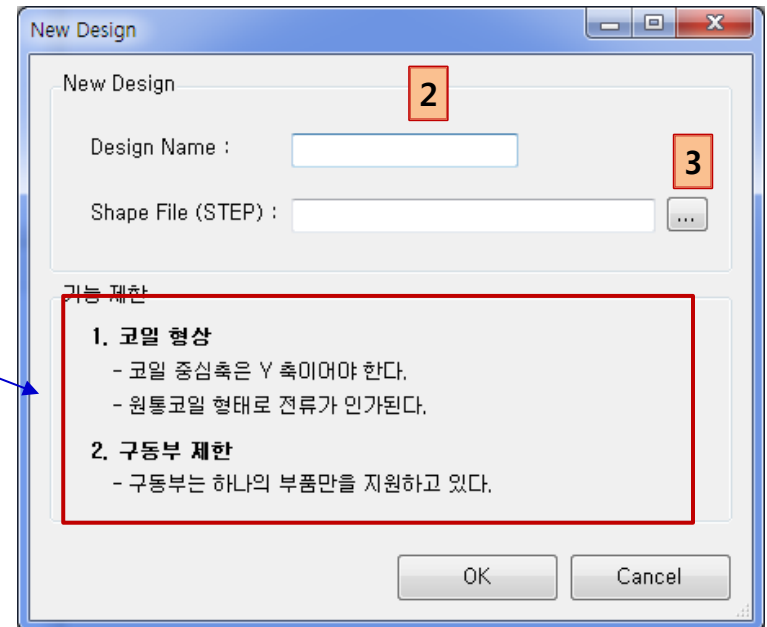 New Design
New Design
2
Design Name :
3
Shape File (STEP) :
...
기능 제한
1. 코일 형상
- 코일 중심축은 Y 축이어야 한다.
- 원통코일 형태로 전류가 인가된다.
2. 구동부 제한
- 구동부는 하나의 부품만을 지원하고 있다.
OK
Cancel